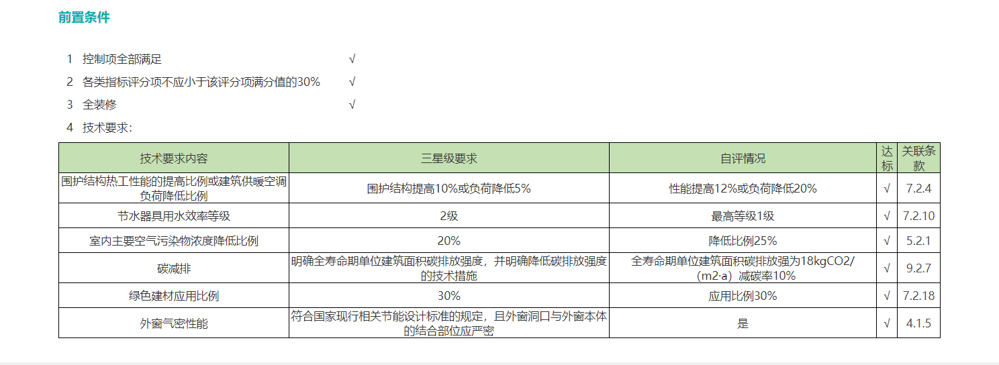 前置条件
1 控制项全部满足 √
2 各类指标评分项不应小于该评分项满分值的30% √
3 全装修 √
4 技术要求：
技术要求内容 三星级要求 自评情况 达标 关联条款
围护结构热工性能的提高比例或建筑供暖空调负荷降低比例 围护结构提高10%或负荷降低5% 性能提高12%或负荷降低20% √ 7.2.4
节水器具用水效率等级 2级 最高等级1级 √ 7.2.10
室内主要空气污染物浓度降低比例 20% 降低比例25% √ 5.2.1
碳减排 明确全寿命期单位建筑面积碳排放强度，并明确降低碳排放强度的技术措施 全寿命期单位建筑面积碳排放强为18kgCO2/（m2·a）减碳率10% √ 9.2.7
绿色建材应用比例 30% 应用比例30% √ 7.2.18
外窗气密性能 符合国家现行相关节能设计标准的规定，且外窗洞口与外窗本体的结合部位应严密 是 √ 4.1.5